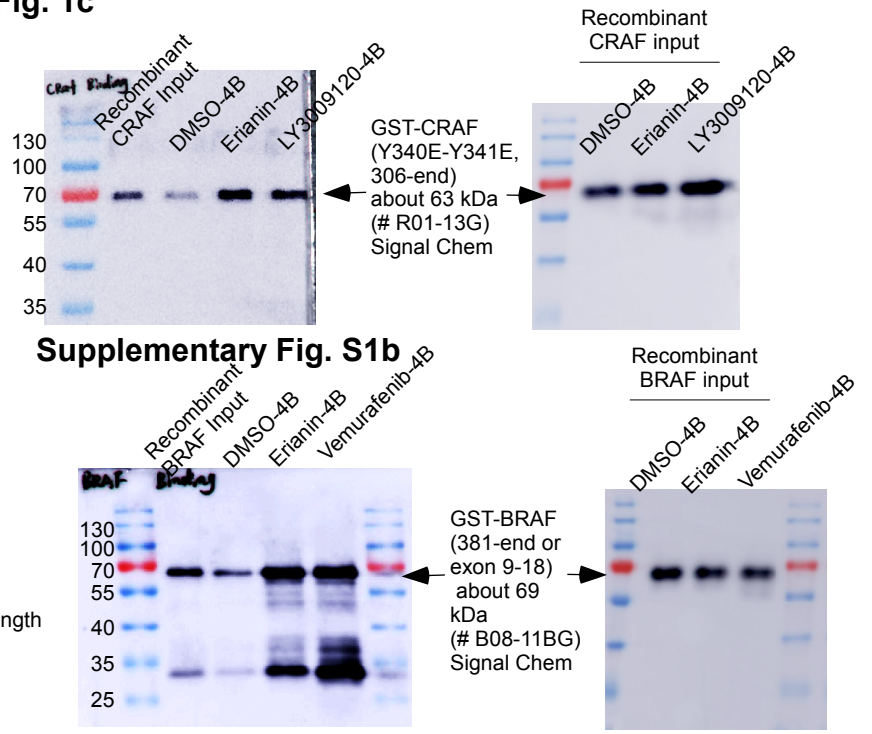 Fig. 1c
Recombinant
CRAF input
CRaf Binding
Recombinant
CRAF Input
DMSO-4B
Erianin-4B
LY3009120-4B
130
100
70
55
40
35
GST-CRAF
(Y340E-Y341E,
306-end)
about 63 kDa
(# R01-13G)
Signal Chem
DMSO-4B
Erianin-4B
LY3009120-4B
Supplementary Fig. S1b
Recombinant
BRAF input
Recombinant
BRAF Input
DMSO-4B
Erianin-4B
Vemurafenib-4B
BRAF Binding
130
100
70
55
40
35
25
ngth
GST-BRAF
(381-end or
exon 9-18)
about 69
kDa
(# B08-11BG)
Signal Chem
DMSO-4B
Erianin-4B
Vemurafenib-4B